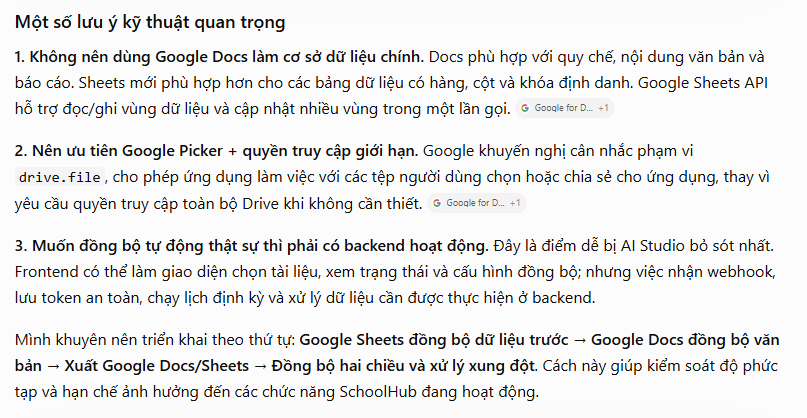 Một số lưu ý kỹ thuật quan trọng
1. Không nên dùng Google Docs làm cơ sở dữ liệu chính. Docs phù hợp với quy chế, nội dung văn bản và
báo cáo. Sheets mới phù hợp hơn cho các bảng dữ liệu có hàng, cột và khóa định danh. Google Sheets API
hỗ trợ đọc/ghi vùng dữ liệu và cập nhật nhiều vùng trong một lần gọi. Google for D... +1
2. Nên ưu tiên Google Picker + quyền truy cập giới hạn. Google khuyến nghị cân nhắc phạm vi
drive.file, cho phép ứng dụng làm việc với các tệp người dùng chọn hoặc chia sẻ cho ứng dụng, thay vì
yêu cầu quyền truy cập toàn bộ Drive khi không cần thiết. Google for D... +1
3. Muốn đồng bộ tự động thật sự thì phải có backend hoạt động. Đây là điểm dễ bị AI Studio bỏ sót nhất.
Frontend có thể làm giao diện chọn tài liệu, xem trạng thái và cấu hình đồng bộ; nhưng việc nhận webhook,
lưu token an toàn, chạy lịch định kỳ và xử lý dữ liệu cần được thực hiện ở backend.
Mình khuyên nên triển khai theo thứ tự: Google Sheets đồng bộ dữ liệu trước → Google Docs đồng bộ văn
bản → Xuất Google Docs/Sheets → Đồng bộ hai chiều và xử lý xung đột. Cách này giúp kiểm soát độ phức
tạp và hạn chế ảnh hưởng đến các chức năng SchoolHub đang hoạt động.